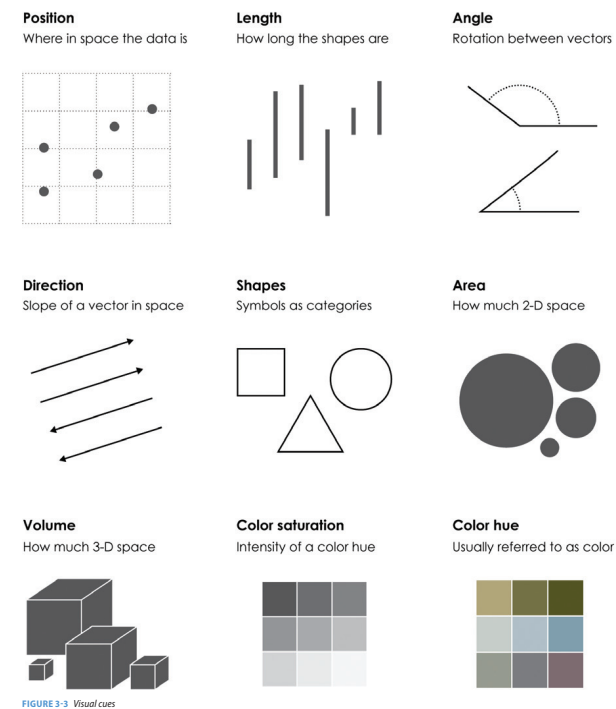 Position
Where in space the data is
Length
How long the shapes are
Angle
Rotation between vectors
Direction
Slope of a vector in space
Shapes
Symbols as categories
Area
How much 2-D space
Volume
How much 3-D space
Color saturation
Intensity of a color hue
Color hue
Usually referred to as color
FIGURE 3-3 Visual cues